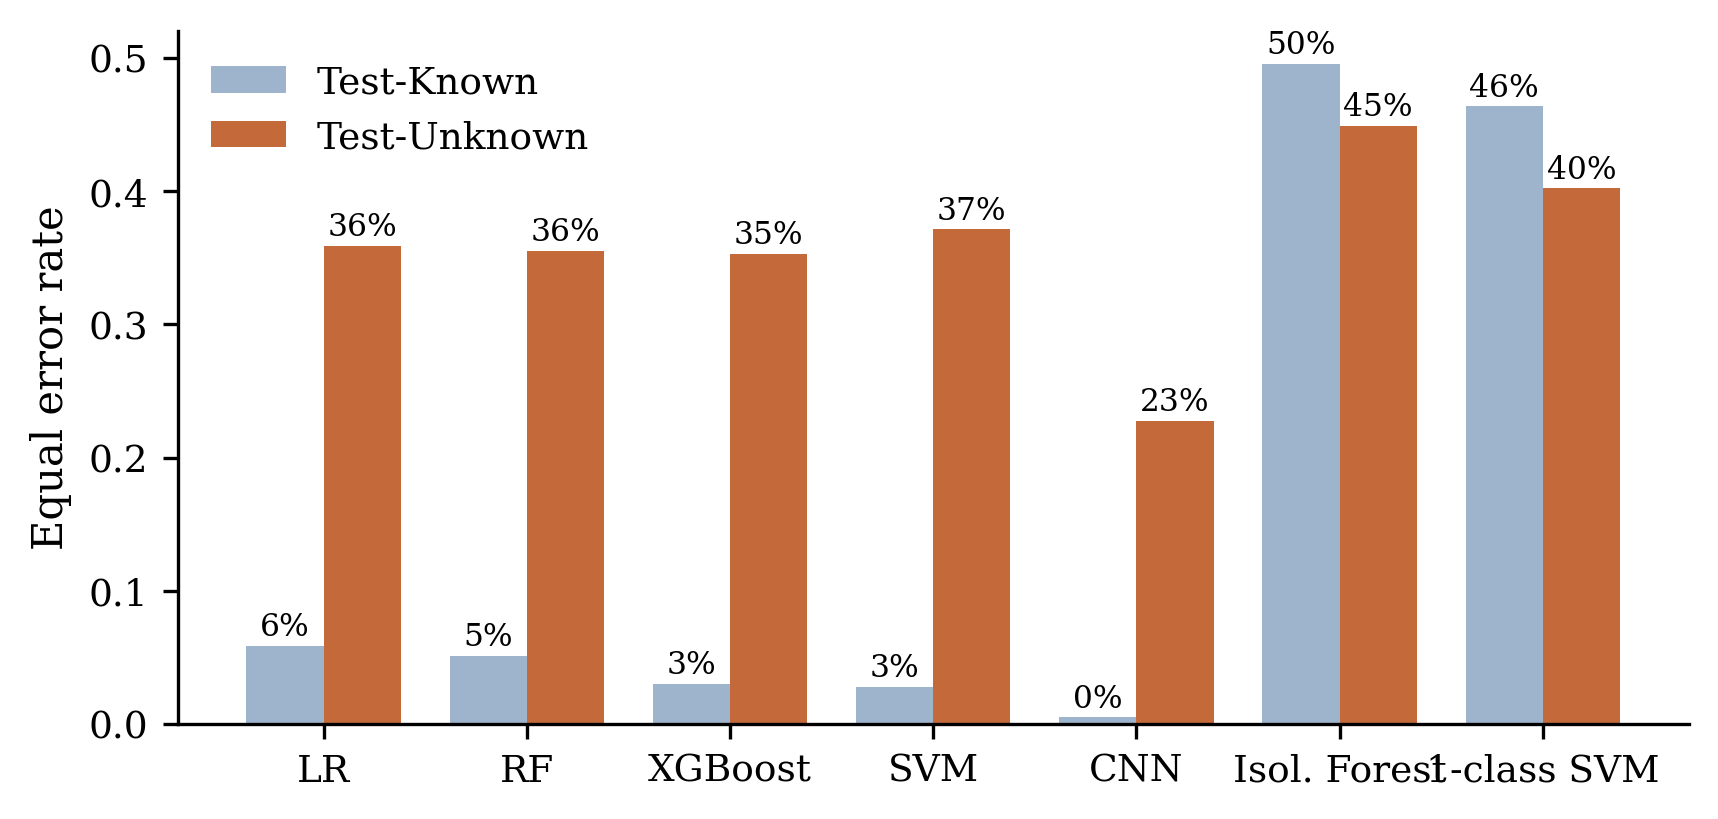 Equal error rate
0.5
0.4
0.3
0.2
0.1
0.0
Test-Known
Test-Unknown
6%
36%
5%
36%
3%
35%
3%
37%
0%
23%
50%
45%
46%
40%
LR
RF
XGBoost
SVM
CNN
Isol. Forest
1-class SVM